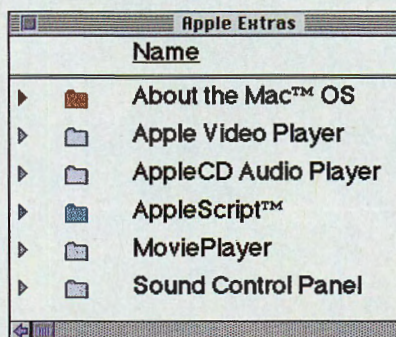 Apple Extras
Name
About the Mac™ OS
Apple Video Player
AppleCD Audio Player
AppleScript™
MoviePlayer
Sound Control Panel